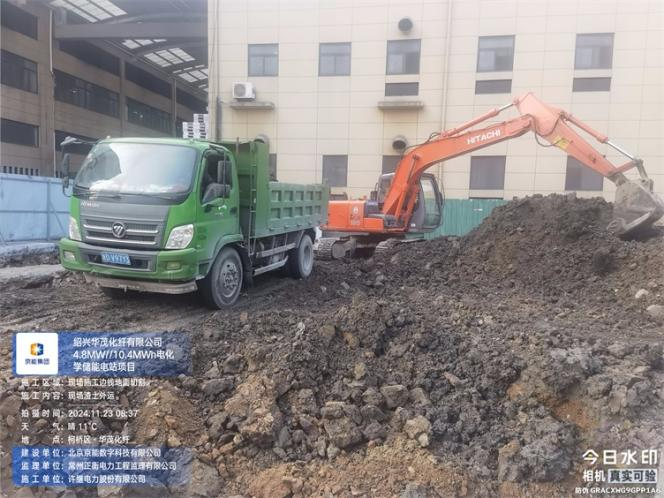 HITACHI
京能集团
绍兴华茂化纤有限公司
4.8MW//10.4MWh电化
学储能电站项目
施工区域：现场施工边线地面切割。
施工内容：现场渣土外运。
拍摄时间：2024.11.23 08:37
天 气：晴 11℃
地 点：柯桥区·华茂化纤
建设单位：北京京能数字科技有限公司
监理单位：常州正衡电力工程监理有限公司
施工单位：许继电力股份有限公司
今日水印
相机 真实可验
防伪 GRACXWG9GPP1A6